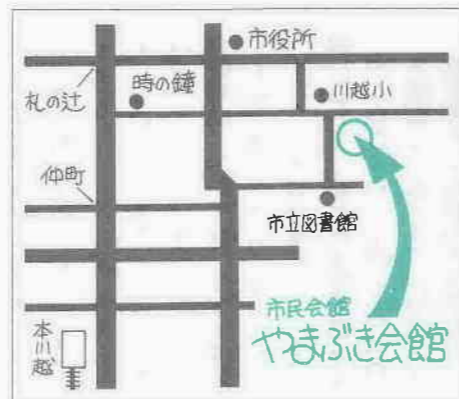 市役所
札の辻
時の鐘
川越小
仲町
市立図書館
市民会館
やまぶき会館
本川越